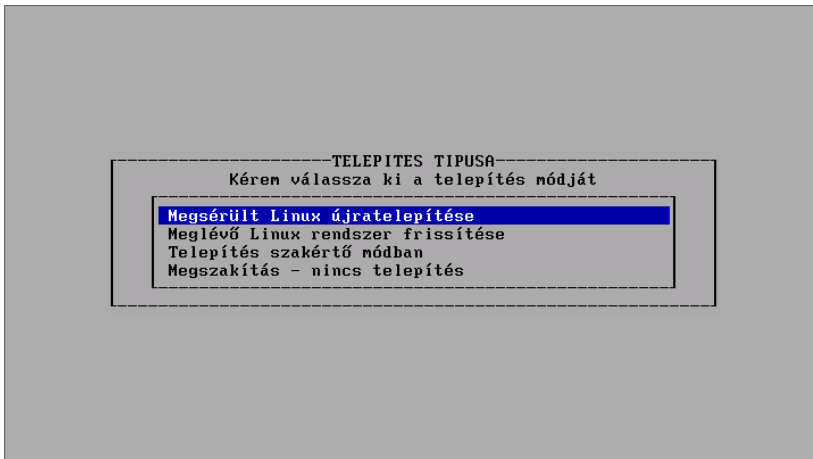 TELEPITES TIPUSA
Kérem válassza ki a telepítés módját
Megsérült Linux újratelepítése
Meglévő Linux rendszer frissítése
Telepítés szakértő módban
Megszakítás - nincs telepítés